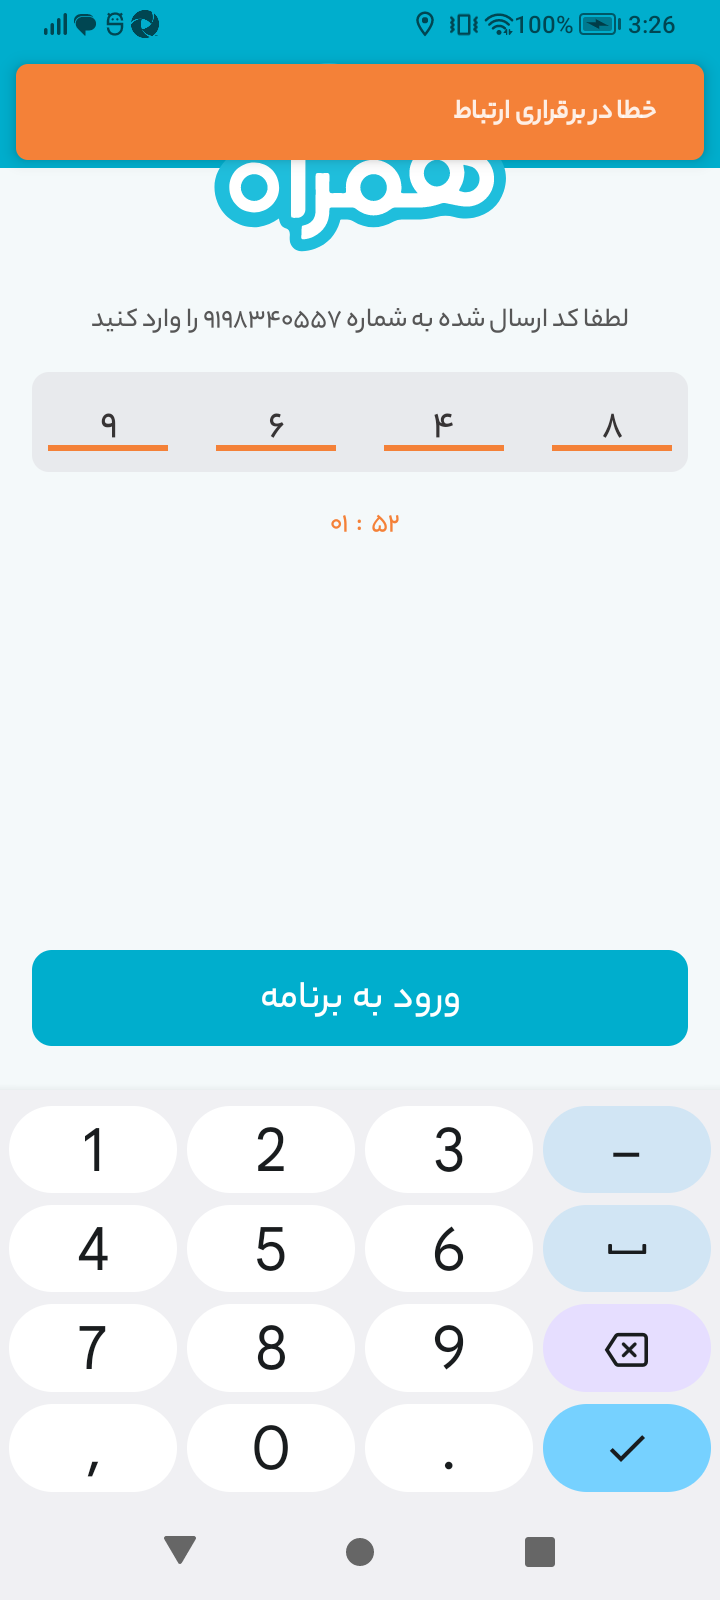 100% 3:26
خطا در برقراری ارتباط
همراه
لطفا کد ارسال شده به شماره ۹۱۹۸۳۴۰۵۵۷ را وارد کنید
۹ ۶ ۴ ۸
۰۱ : ۵۲
ورود به برنامه
1 2 3 –
4 5 6
7 8 9
, 0 .